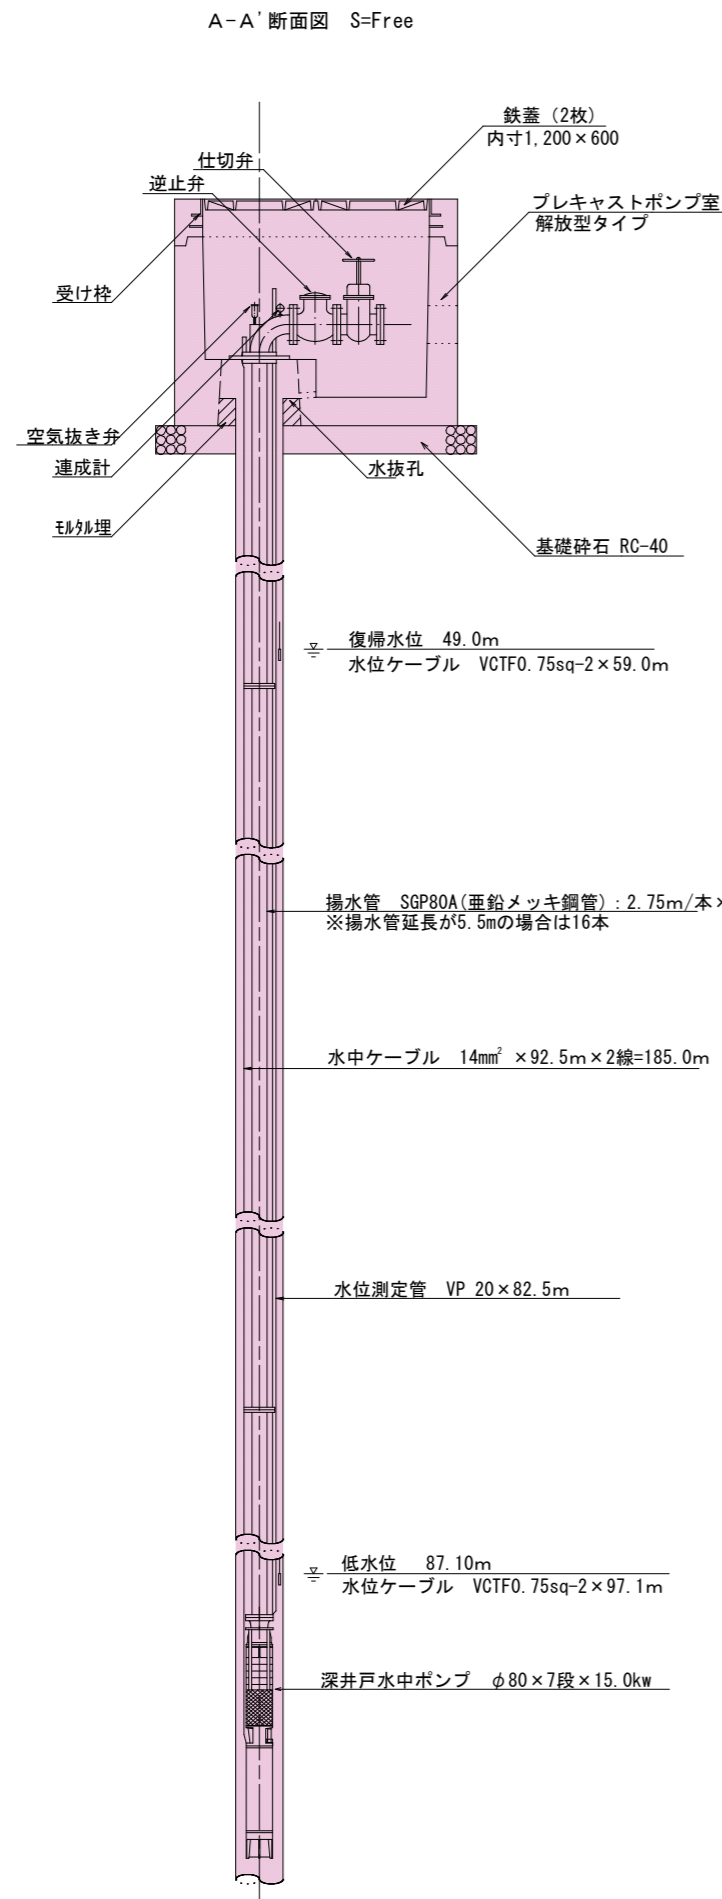 A-A'断面図　S=Free
鉄蓋（2枚）
内寸1,200×600
仕切弁
逆止弁
プレキャストポンプ室
解放型タイプ
受け枠
空気抜き弁
連成計
水抜孔
ﾓﾙﾀﾙ埋
基礎砕石 RC-40
復帰水位　49.0m
水位ケーブル　VCTF0.75sq-2×59.0m
揚水管　SGP80A(亜鉛メッキ鋼管)：2.75m/本×
※揚水管延長が5.5mの場合は16本
水中ケーブル　14mm²×92.5m×2線=185.0m
水位測定管　VP 20×82.5m
低水位　87.10m
水位ケーブル　VCTF0.75sq-2×97.1m
深井戸水中ポンプ　φ80×7段×15.0kw